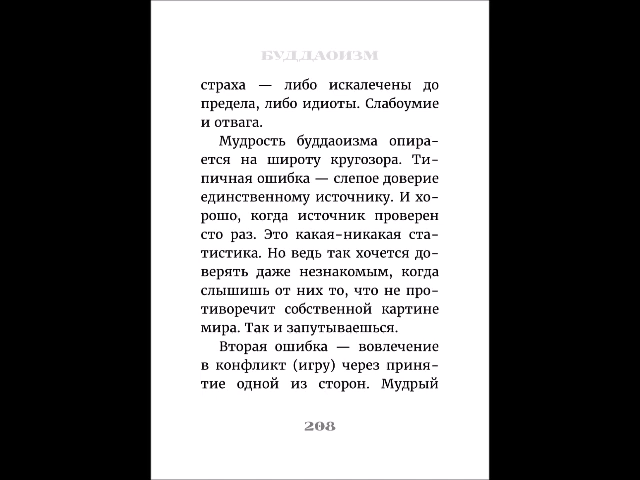 БУДДАОИЗМ
страха — либо искалечены до
предела, либо идиоты. Слабоумие
и отвага.
Мудрость буддаоизма опира-
ется на широту кругозора. Ти-
пичная ошибка — слепое доверие
единственному источнику. И хо-
рошо, когда источник проверен
сто раз. Это какая-никакая ста-
тистика. Но ведь так хочется до-
верять даже незнакомым, когда
слышишь от них то, что не про-
тиворечит собственной картине
мира. Так и запутываешься.
Вторая ошибка — вовлечение
в конфликт (игру) через приня-
тие одной из сторон. Мудрый
208